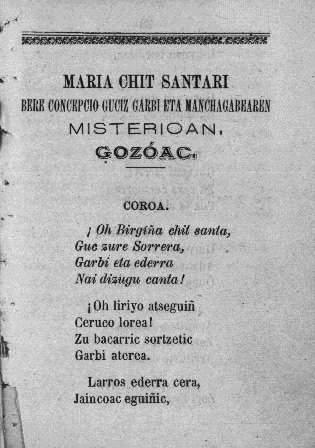 MARIA CHIT SANTARI
BERE CONCEPCIO GUCIZ GARBI ETA MANCHAGABEAREN
MISTERIOAN,
GOZÓAC.
COROA.
¡Oh Birgiña chit santa,
Guc zure Sorrera,
Garbi eta ederra
Nai dizugu canta!
¡Oh liriyo atseguiñ
Ceruco lorea!
Zu bacarric sortzetic
Garbi aterea.
Larros ederra cera,
Jaincoac eguiñic,